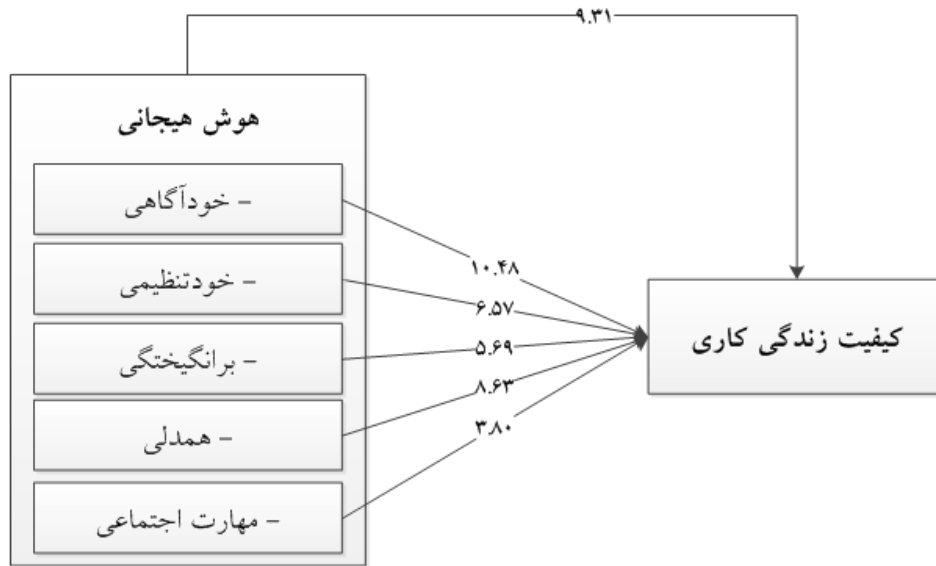 ۹.۳۱
هوش هیجانی
- خودآگاهی
- خودتنظیمی
- برانگیختگی
- همدلی
- مهارت اجتماعی
۱۰.۴۸
۶.۵۷
۵.۶۹
۸.۶۳
۳.۸۰
کیفیت زندگی کاری